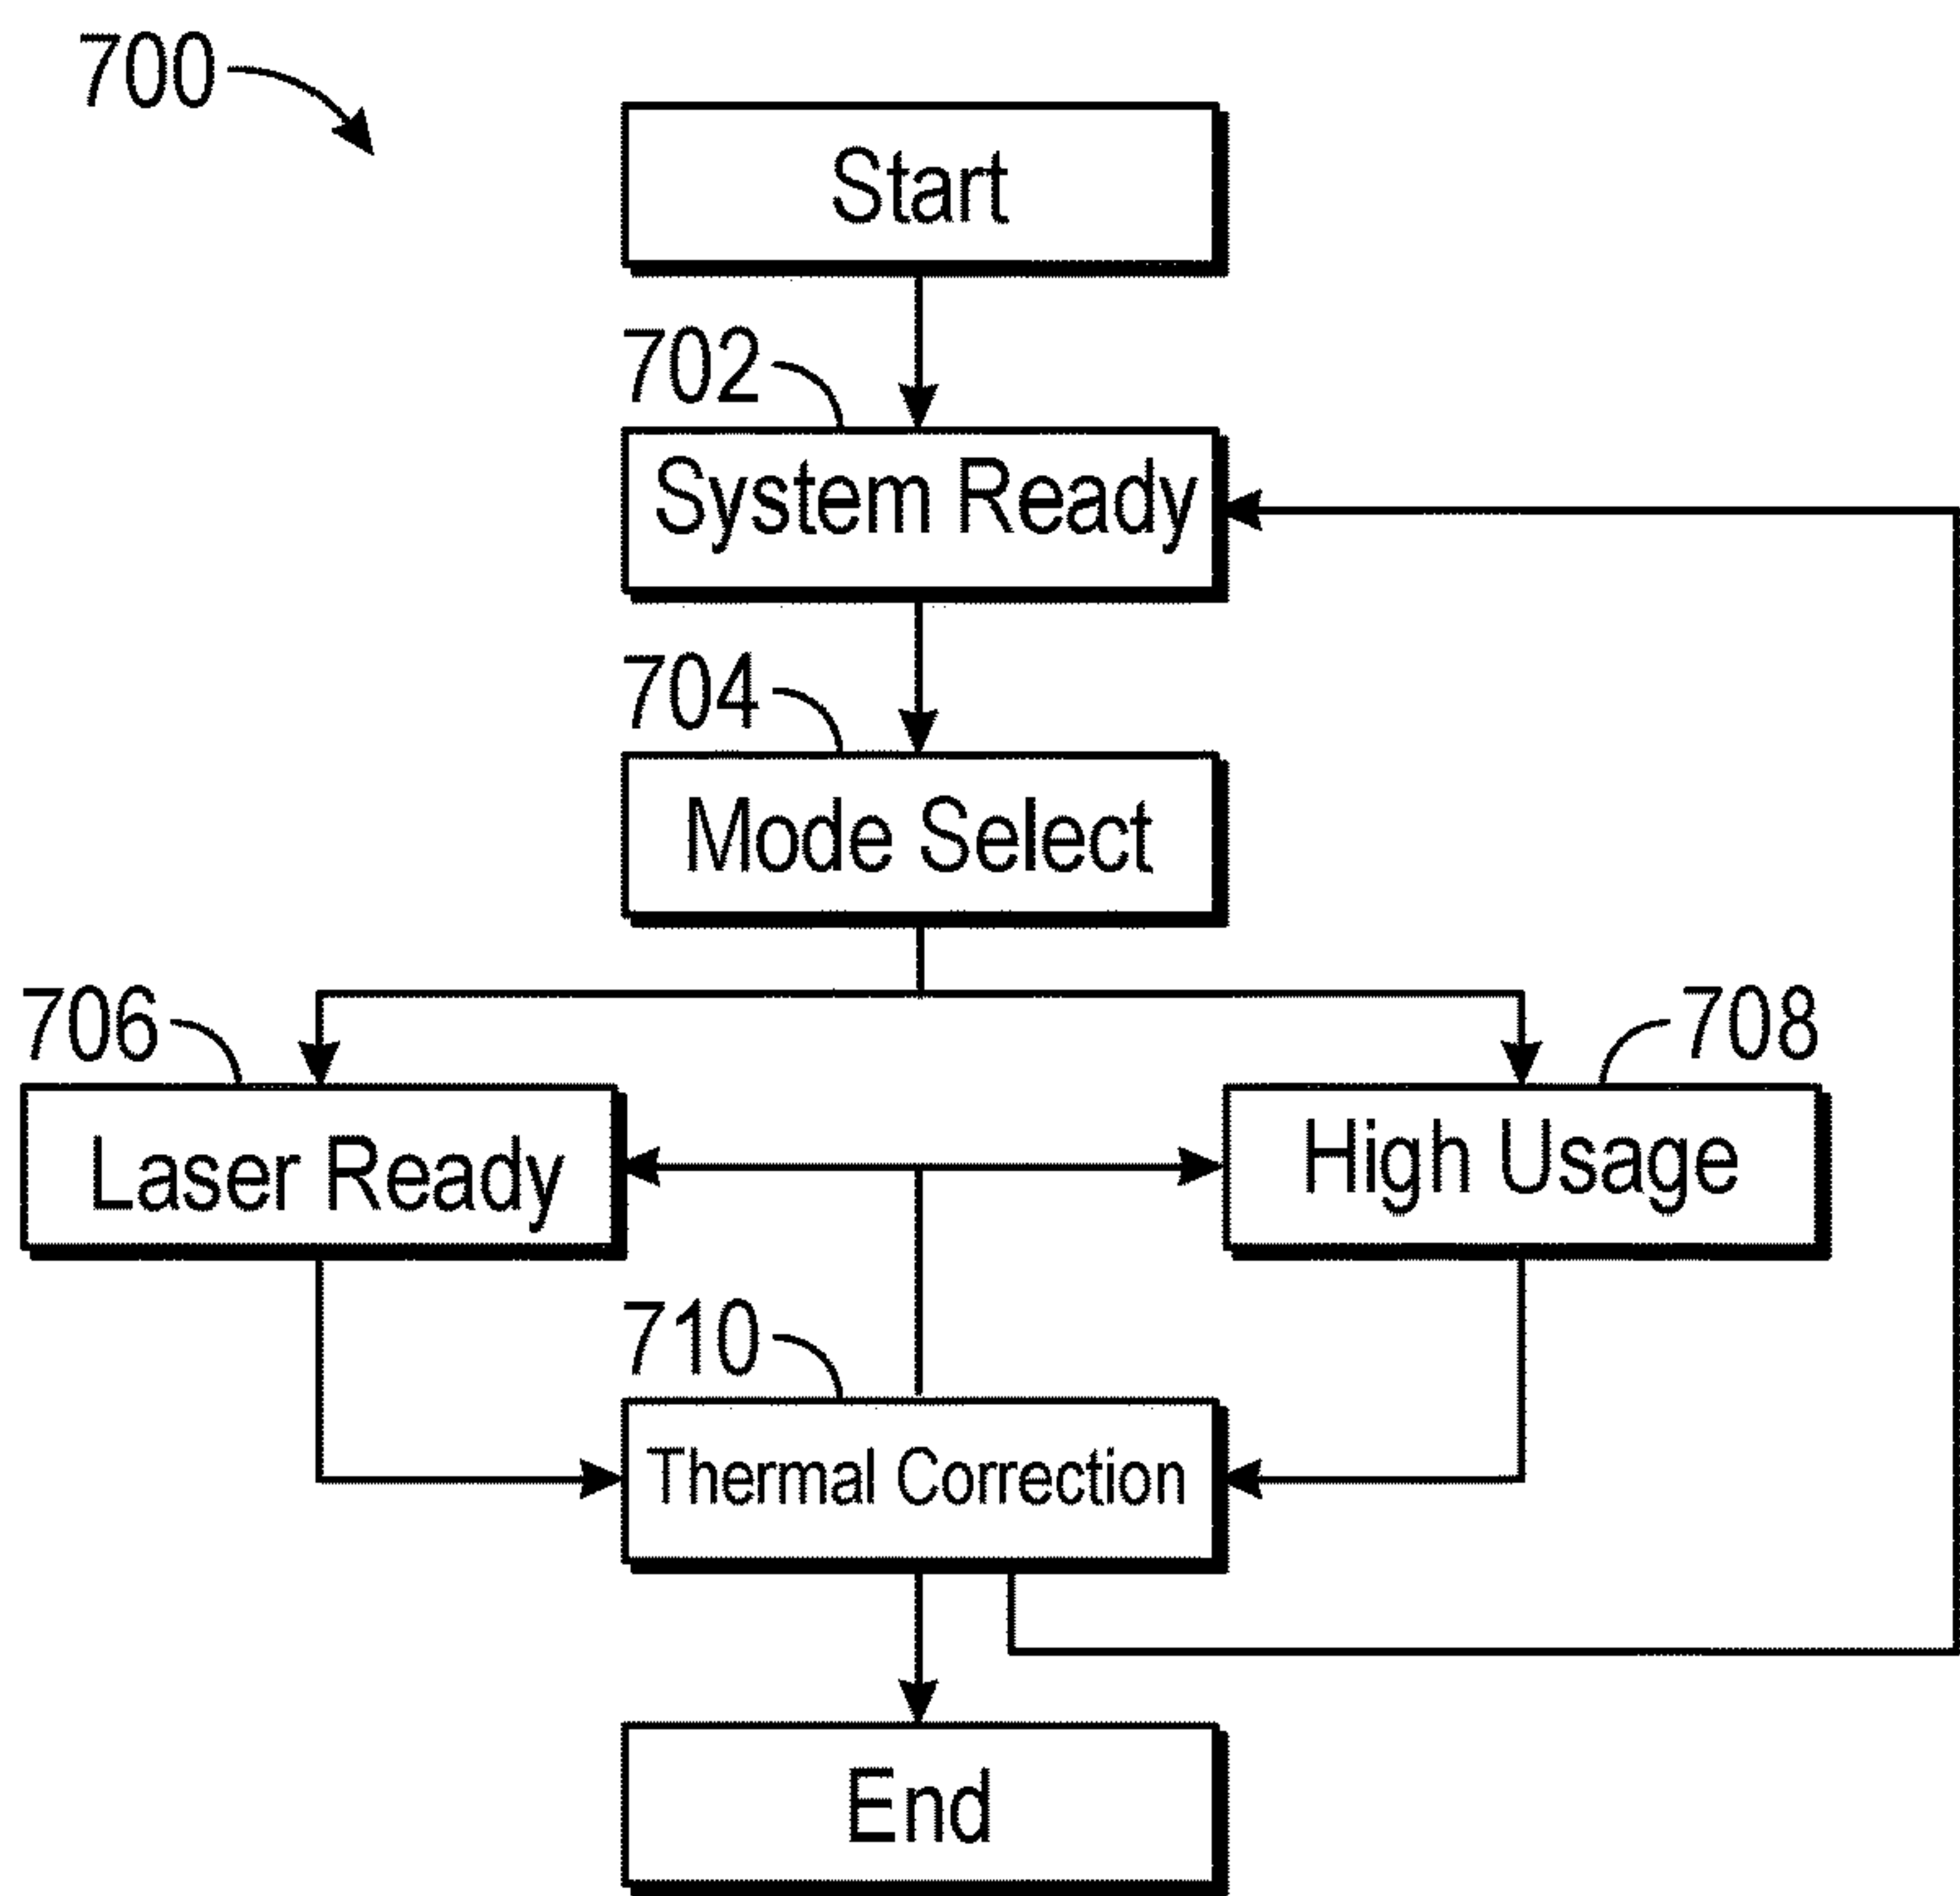 700
Start
702
System Ready
704
Mode Select
706
708
Laser Ready
High Usage
710
Thermal Correction
End